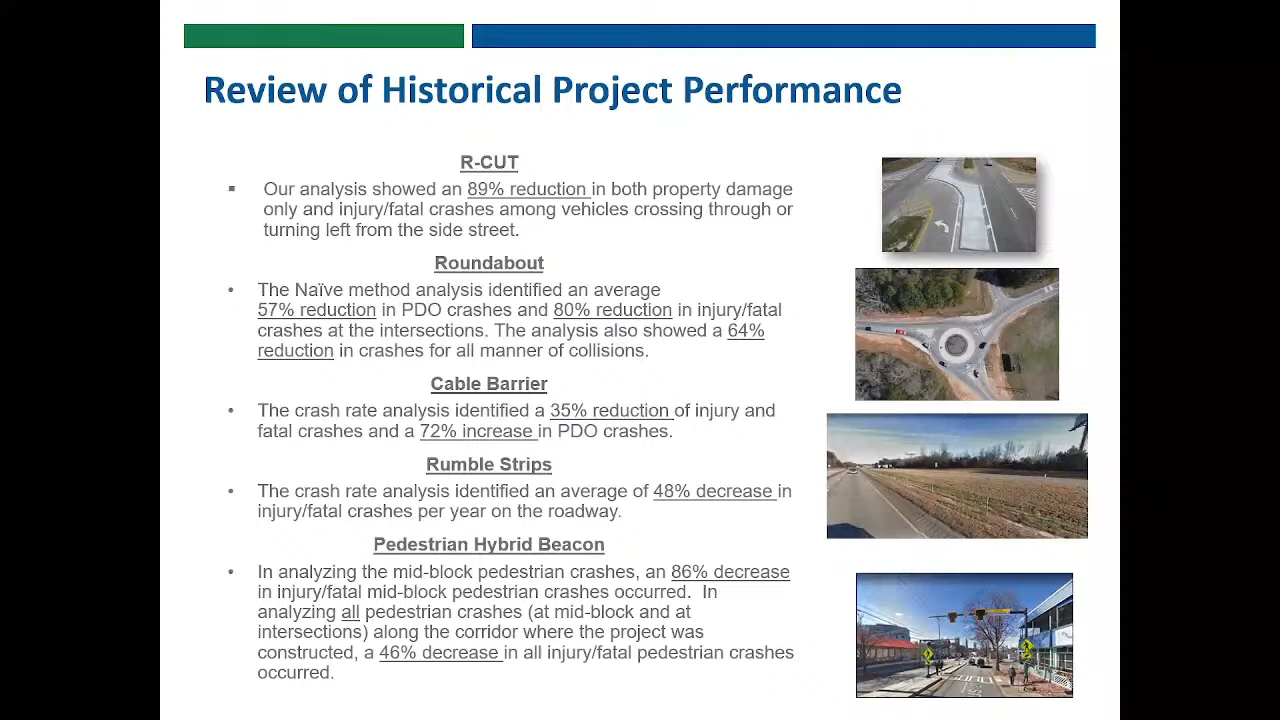 Review of Historical Project Performance
R-CUT
▪ Our analysis showed an 89% reduction in both property damage
only and injury/fatal crashes among vehicles crossing through or
turning left from the side street.
Roundabout
• The Naïve method analysis identified an average
57% reduction in PDO crashes and 80% reduction in injury/fatal
crashes at the intersections. The analysis also showed a 64%
reduction in crashes for all manner of collisions.
Cable Barrier
• The crash rate analysis identified a 35% reduction of injury and
fatal crashes and a 72% increase in PDO crashes.
Rumble Strips
• The crash rate analysis identified an average of 48% decrease in
injury/fatal crashes per year on the roadway.
Pedestrian Hybrid Beacon
• In analyzing the mid-block pedestrian crashes, an 86% decrease
in injury/fatal mid-block pedestrian crashes occurred. In
analyzing all pedestrian crashes (at mid-block and at
intersections) along the corridor where the project was
constructed, a 46% decrease in all injury/fatal pedestrian crashes
occurred.